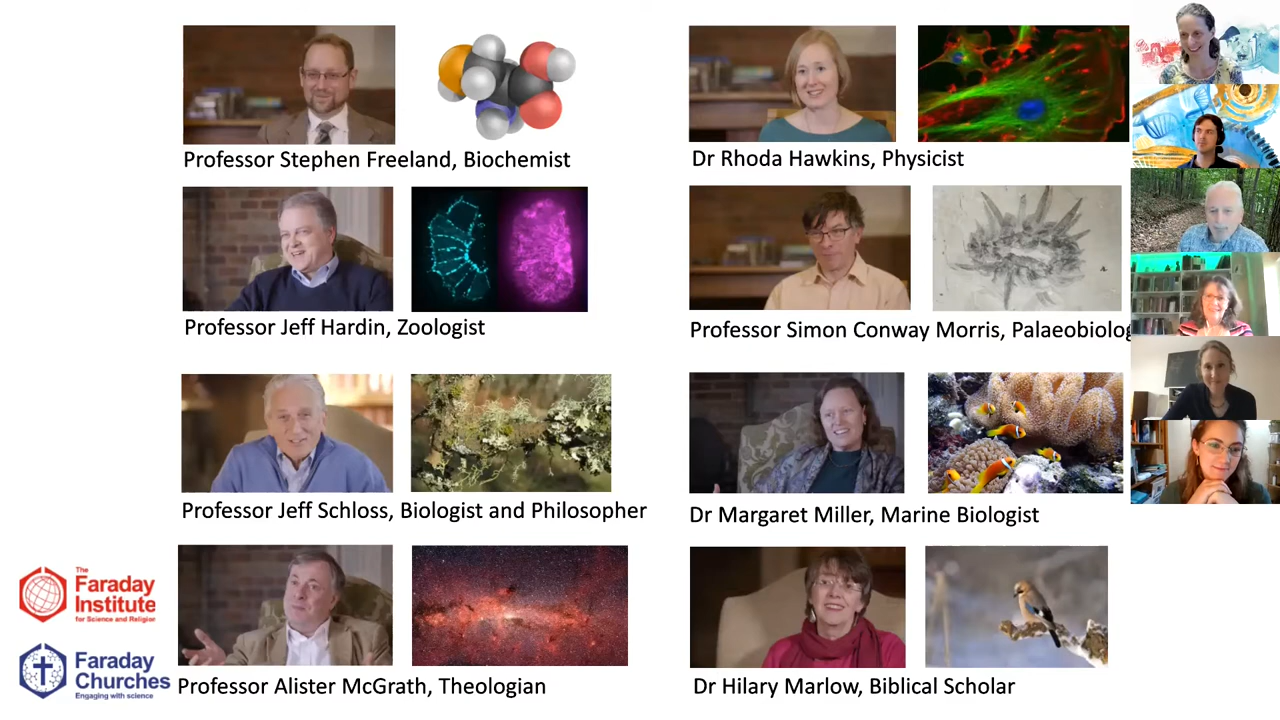 Professor Stephen Freeland, Biochemist
Dr Rhoda Hawkins, Physicist
Professor Jeff Hardin, Zoologist
Professor Simon Conway Morris, Palaeobiolog
Professor Jeff Schloss, Biologist and Philosopher
Dr Margaret Miller, Marine Biologist
The
Faraday
Institute
for Science and Religion
Faraday
Churches
Engaging with science
Professor Alister McGrath, Theologian
Dr Hilary Marlow, Biblical Scholar